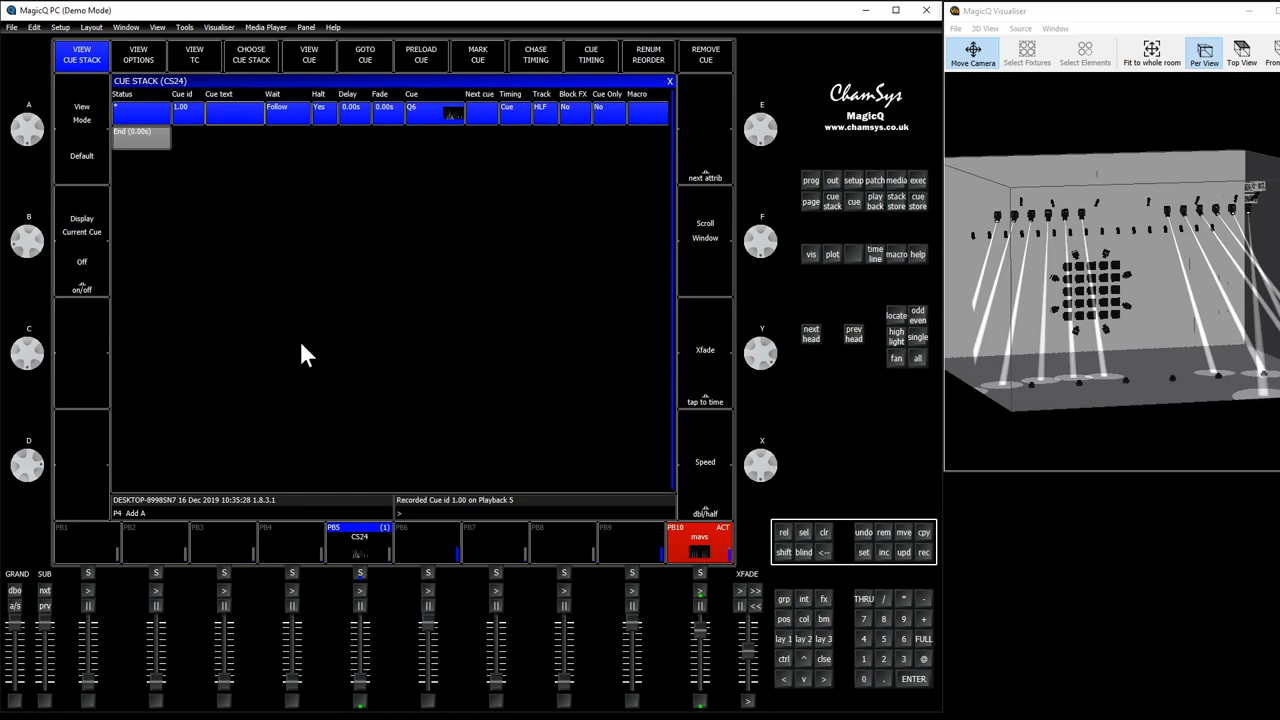 MagicQ PC (Demo Mode)
File Edit Setup Layout Window View Tools Visualiser Media Player Panel Help
VIEW CUE STACK
VIEW OPTIONS
VIEW TC
CHOOSE CUE STACK
VIEW CUE
GOTO CUE
PRELOAD CUE
MARK CUE
CHASE TIMING
CUE TIMING
RENUM REORDER
REMOVE CUE
CUE STACK (CS24) X
Status Cue id Cue text Wait Halt Delay Fade Cue Next cue Timing Track Block FX Cue Only Macro
* 1.00 Follow Yes 0.00s 0.00s Q6 Cue HLF No No
End (0.00s)
A
View
Mode
Default
B
Display
Current Cue
Off
on/off
C
D
next attrib
E
Scroll
Window
F
Xfade
tap to time
Y
Speed
dbl/half
X
ChamSys
MagicQ
www.chamsys.co.uk
prog out setup patch media exec
page cue stack cue play back stack store cue store
vis plot time line macro help
next head prev head
locate odd even
high light single
fan all
DESKTOP-8998SN7 16 Dec 2019 10:35:28 1.8.3.1
Recorded Cue id 1.00 on Playback 5
P4 Add A
>
PB1 PB2 PB3 PB4 PB5 (1) PB6 PB7 PB8 PB9 PB10 ACT
CS24
mavs
rel sel clr undo rem mve cpy
shift blind <-- set inc upd rec
GRAND SUB S S S S S S S S S S XFADE
dbo nxt > > > > > > > > > > > >>
a/s prv <<
grp int fx THRU / * -
pos col bm 7 8 9 +
lay 1 lay 2 lay 3 4 5 6 FULL
ctrl ^ clse 1 2 3 @
< v > 0 . ENTER
>
MagicQ Visualiser
File 3D View Source Window
Move Camera
Select Fixtures
Select Elements
Fit to whole room
Per View
Top View